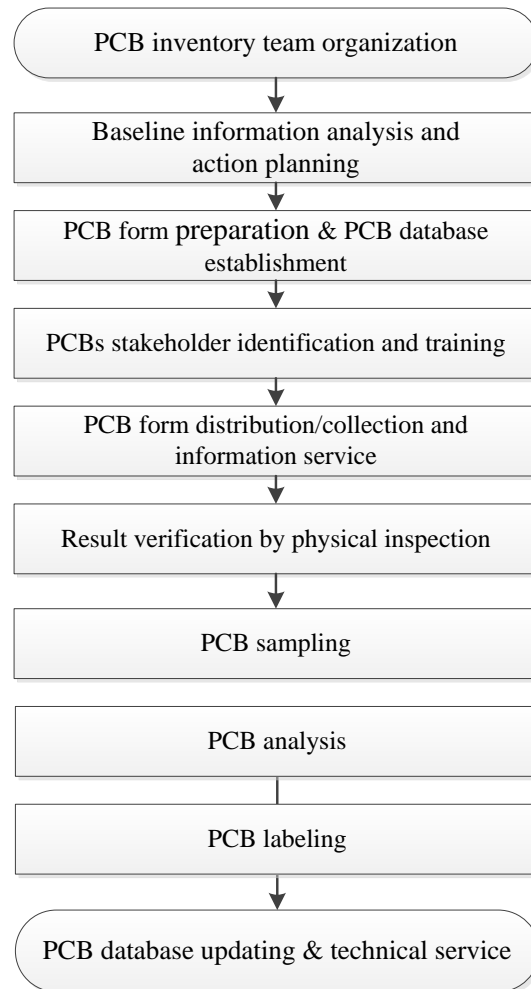 PCB inventory team organization
Baseline information analysis and
action planning
PCB form preparation & PCB database
establishment
PCBs stakeholder identification and training
PCB form distribution/collection and
information service
Result verification by physical inspection
PCB sampling
PCB analysis
PCB labeling
PCB database updating & technical service